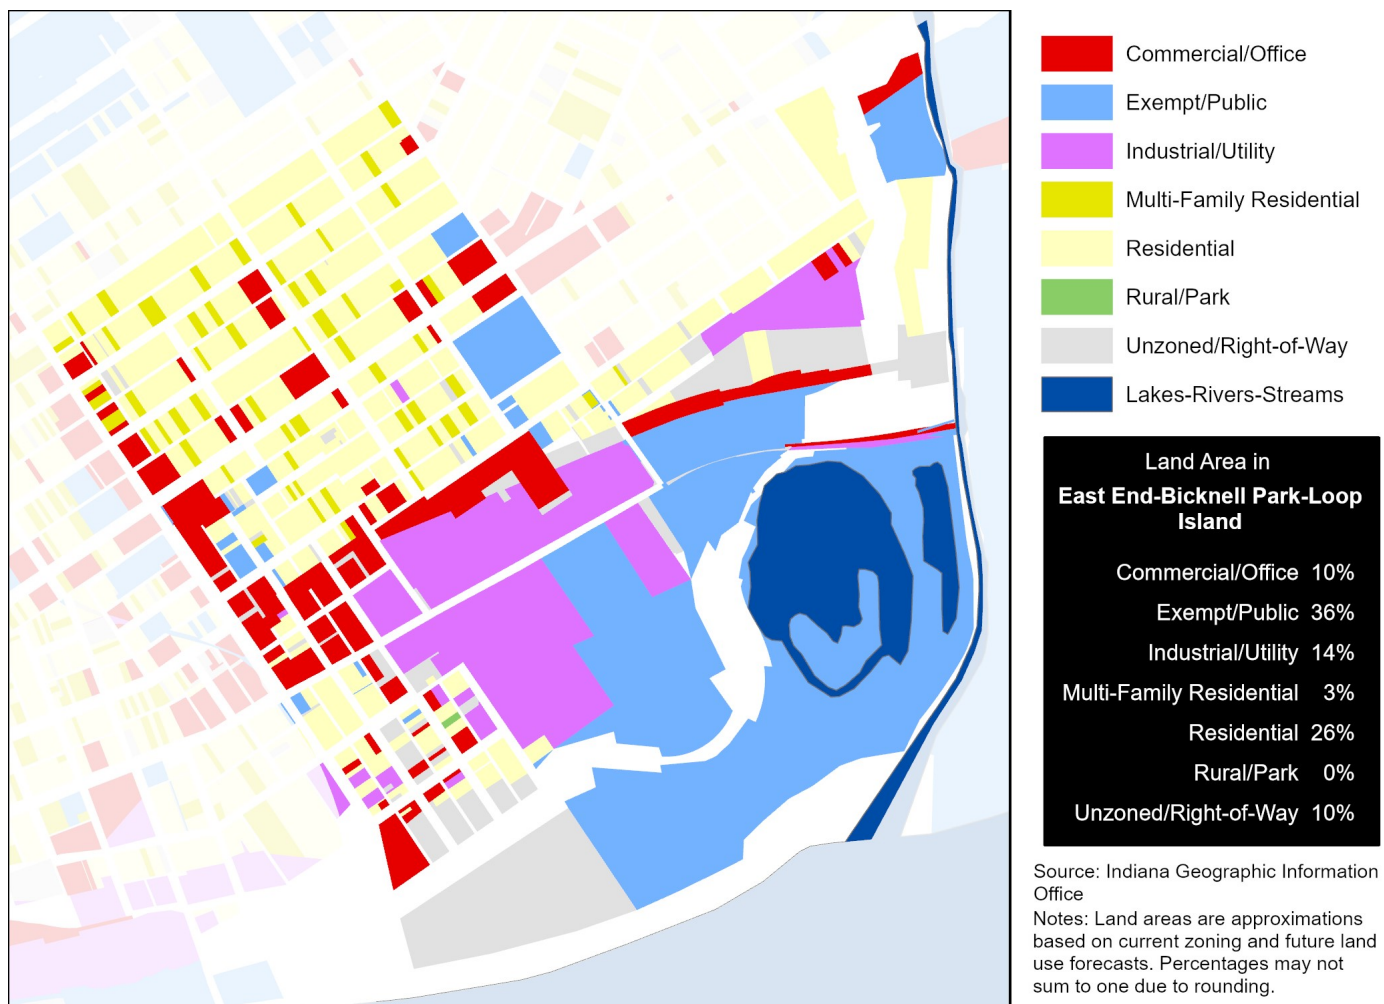 Commercial/Office
Exempt/Public
Industrial/Utility
Multi-Family Residential
Residential
Rural/Park
Unzoned/Right-of-Way
Lakes-Rivers-Streams
Land Area in
East End-Bicknell Park-Loop
Island
Commercial/Office 10%
Exempt/Public 36%
Industrial/Utility 14%
Multi-Family Residential 3%
Residential 26%
Rural/Park 0%
Unzoned/Right-of-Way 10%
Source: Indiana Geographic Information
Office
Notes: Land areas are approximations
based on current zoning and future land
use forecasts. Percentages may not
sum to one due to rounding.